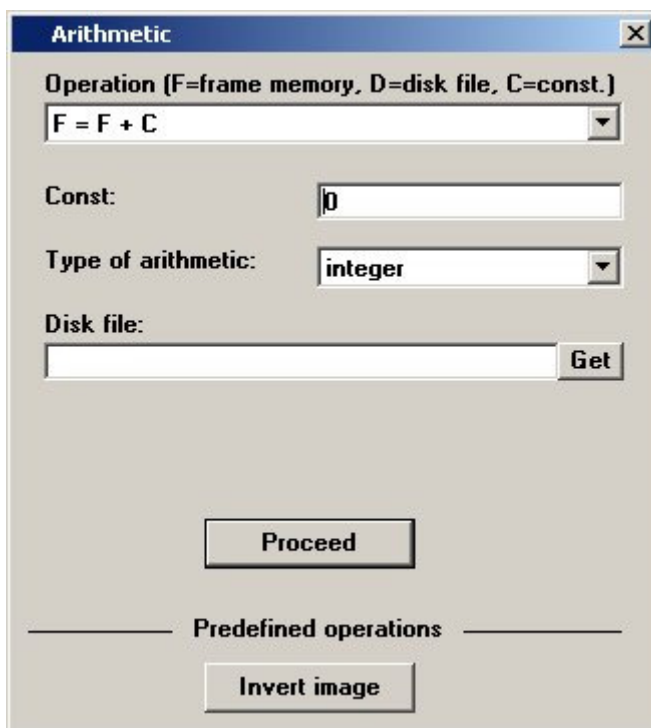 Arithmetic
Operation (F=frame memory, D=disk file, C=const.)
F = F + C
Const: 0
Type of arithmetic: integer
Disk file:
Get
Proceed
Predefined operations
Invert image